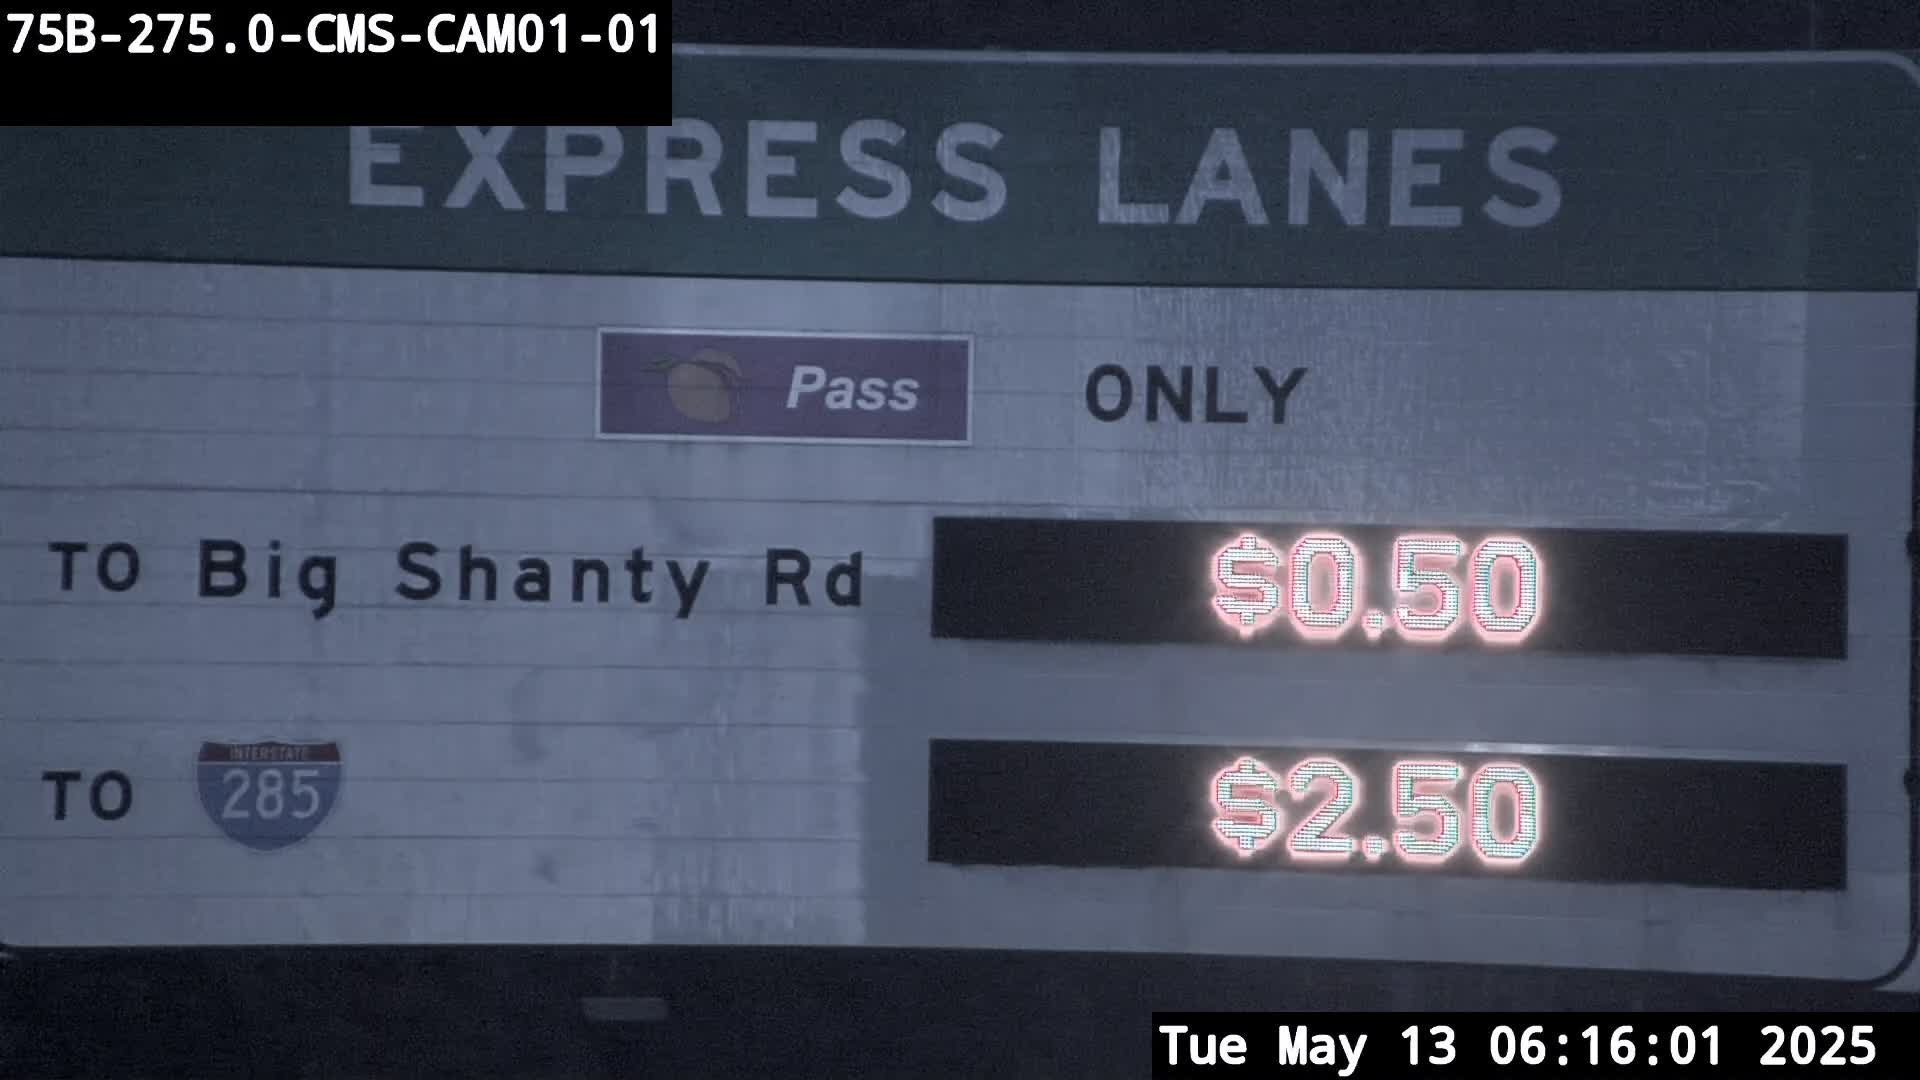 75B-275.0-CMS-CAM01-01
EXPRESS LANES
Pass ONLY
TO Big Shanty Rd $0.50
INTERSTATE
TO 285 $2.50
Tue May 13 06:16:01 2025